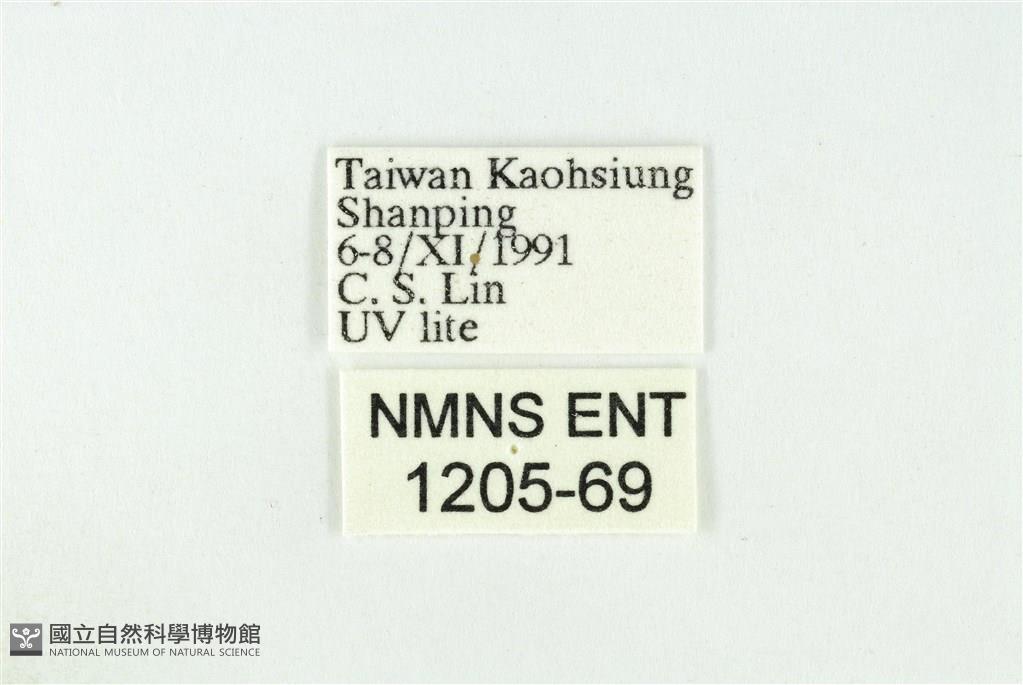 Taiwan Kaohsiung
Shanping
6-8/XI/1991
C. S. Lin
UV lite
NMNS ENT
1205-69
國立自然科學博物館
NATIONAL MUSEUM OF NATURAL SCIENCE